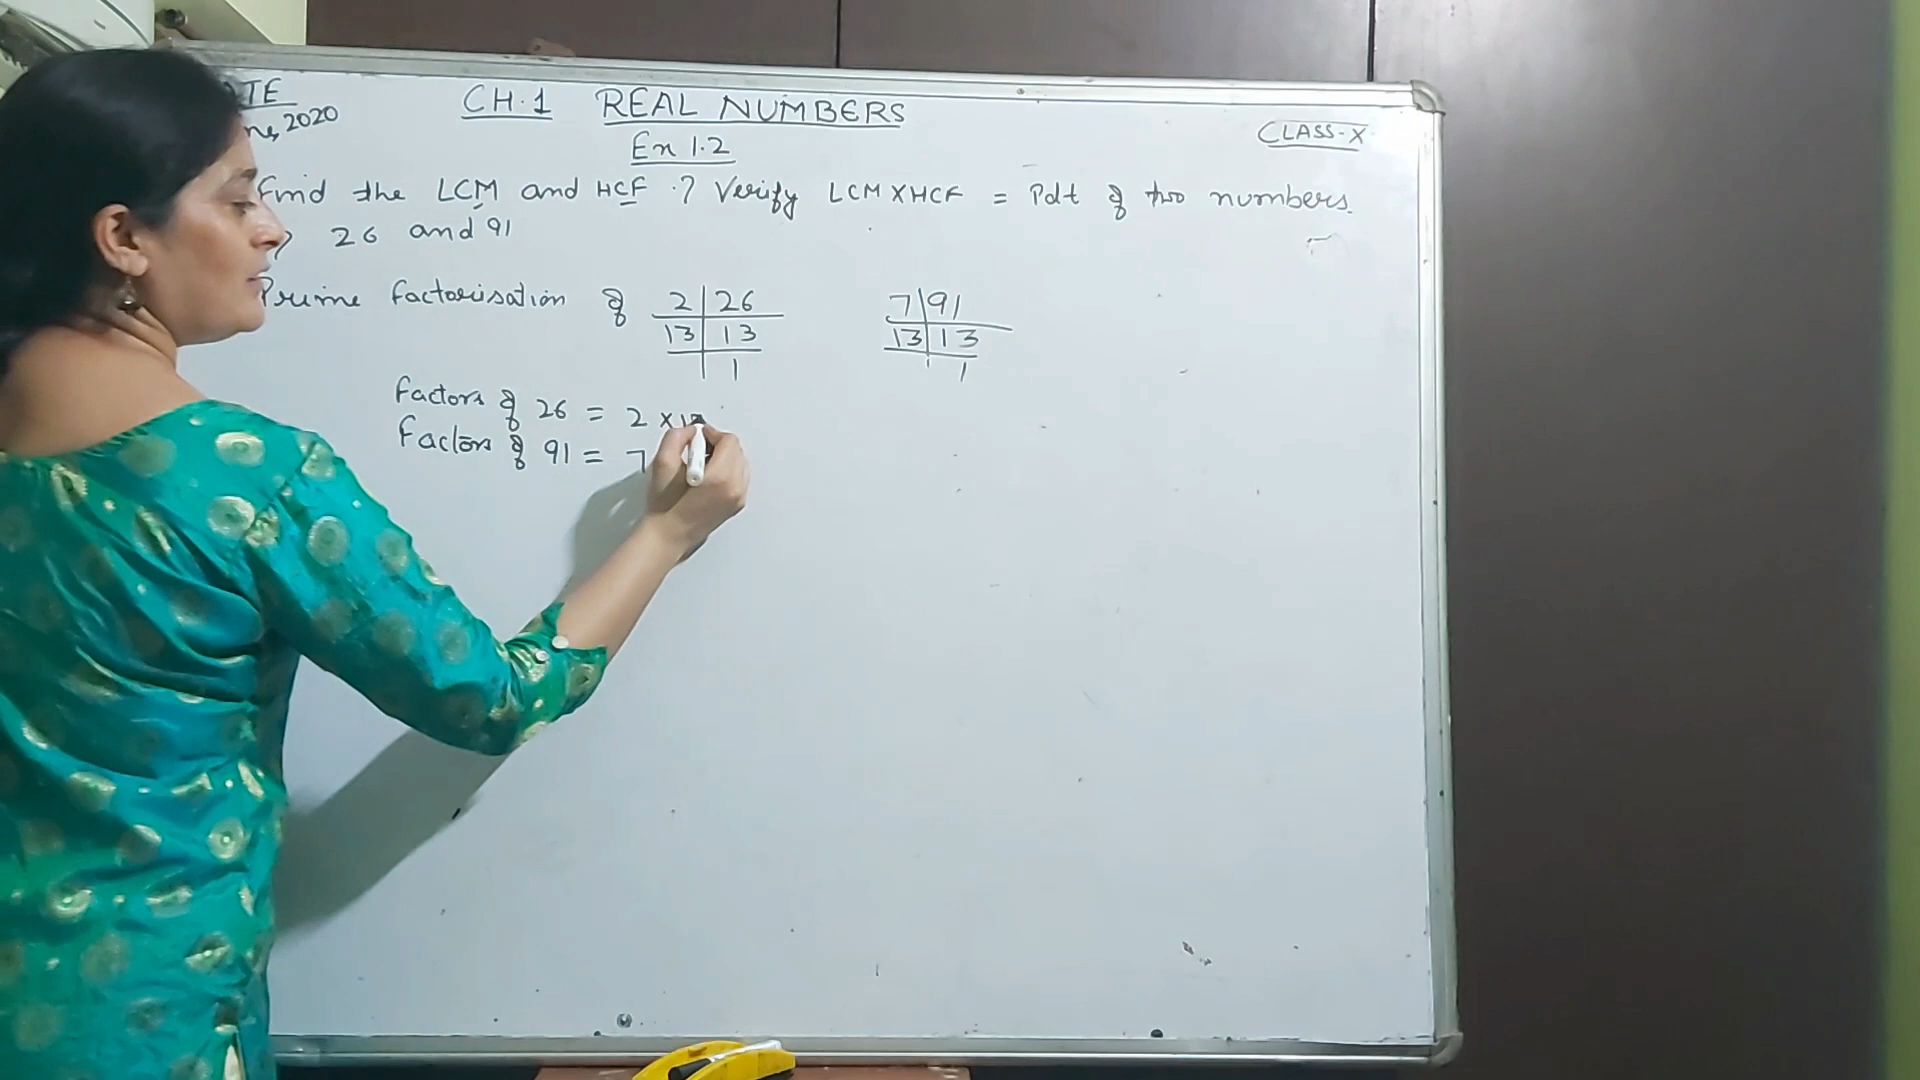 CH.1 REAL NUMBERS
2020
CLASS-X
Ex 1.2
Find the LCM and HCF ? Verify LCM X HCF = Pdt of two numbers.
26 and 91
Prime factorisation of 2 | 26 7 | 91
13 | 13 13 | 13
1 1
Factors of 26 = 2 ×
Factors of 91 = 7